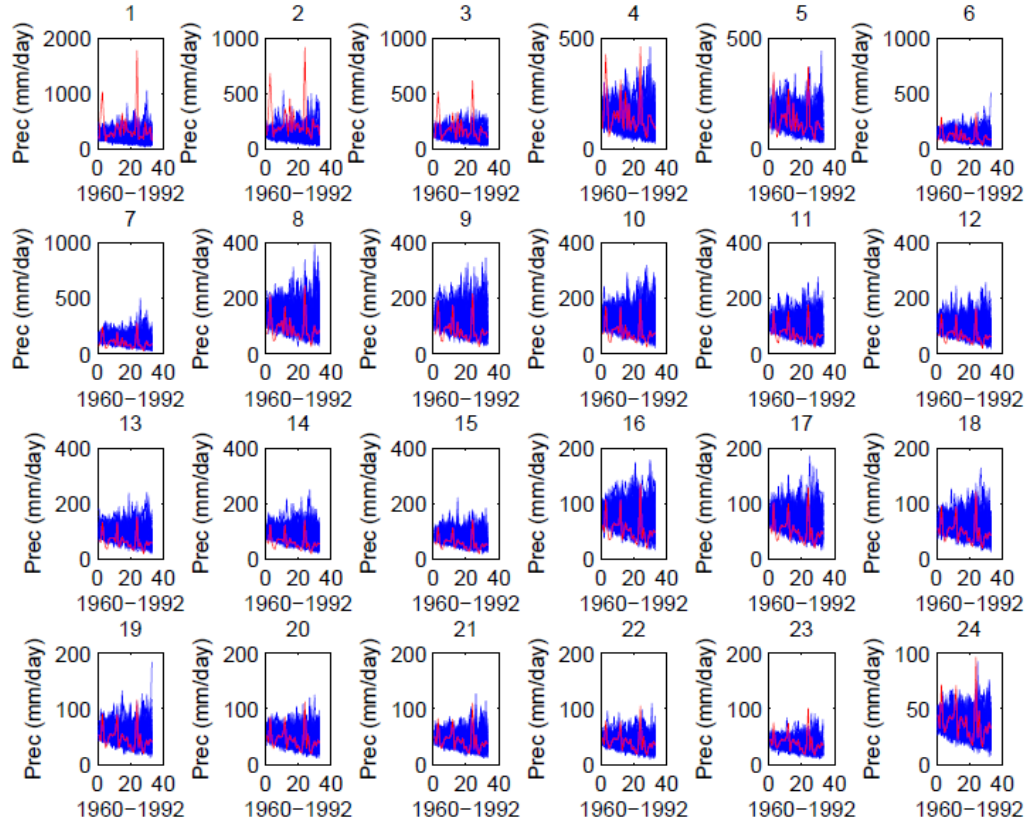 1 2 3 4 5 6
Prec (mm/day) 2000 1000 0 Prec (mm/day) 1000 500 0 Prec (mm/day) 1000 500 0 Prec (mm/day) 500 0 Prec (mm/day) 500 0 Prec (mm/day) 1000 500 0
0 20 40 0 20 40 0 20 40 0 20 40 0 20 40 0 20 40
1960−1992 1960−1992 1960−1992 1960−1992 1960−1992 1960−1992
7 8 9 10 11 12
Prec (mm/day) 1000 500 0 Prec (mm/day) 400 200 0 Prec (mm/day) 400 200 0 Prec (mm/day) 400 200 0 Prec (mm/day) 400 200 0 Prec (mm/day) 400 200 0
0 20 40 0 20 40 0 20 40 0 20 40 0 20 40 0 20 40
1960−1992 1960−1992 1960−1992 1960−1992 1960−1992 1960−1992
13 14 15 16 17 18
Prec (mm/day) 400 200 0 Prec (mm/day) 400 200 0 Prec (mm/day) 400 200 0 Prec (mm/day) 200 100 0 Prec (mm/day) 200 100 0 Prec (mm/day) 200 100 0
0 20 40 0 20 40 0 20 40 0 20 40 0 20 40 0 20 40
1960−1992 1960−1992 1960−1992 1960−1992 1960−1992 1960−1992
19 20 21 22 23 24
Prec (mm/day) 200 100 0 Prec (mm/day) 200 100 0 Prec (mm/day) 200 100 0 Prec (mm/day) 200 100 0 Prec (mm/day) 200 100 0 Prec (mm/day) 100 50 0
0 20 40 0 20 40 0 20 40 0 20 40 0 20 40 0 20 40
1960−1992 1960−1992 1960−1992 1960−1992 1960−1992 1960−1992